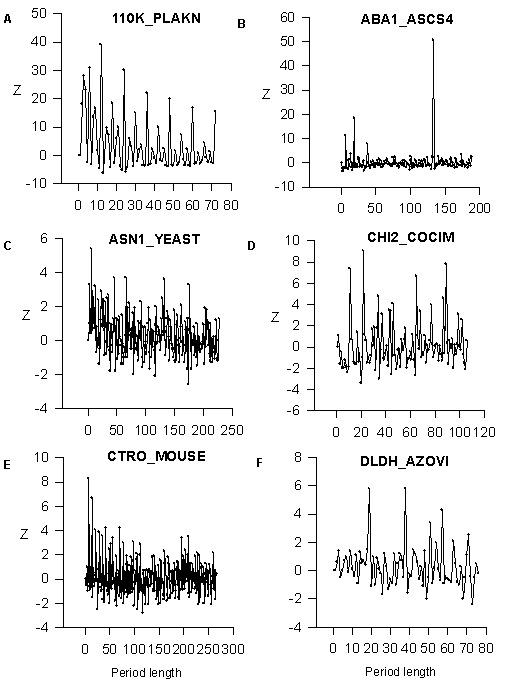 A 110K_PLAKN
50
40
30
20
10
0
-10
Z
0 10 20 30 40 50 60 70 80
B ABA1_ASCS4
60
50
40
30
20
10
0
-10
Z
0 50 100 150 200
C ASN1_YEAST
6
4
2
0
-2
-4
Z
0 50 100 150 200 250
D CHI2_COCIM
10
8
6
4
2
0
-2
-4
-6
Z
0 20 40 60 80 100 120
E CTRO_MOUSE
10
8
6
4
2
0
-2
-4
Z
0 50 100 150 200 250 300
Period length
F DLDH_AZOVI
8
6
4
2
0
-2
-4
Z
0 10 20 30 40 50 60 70 80
Period length